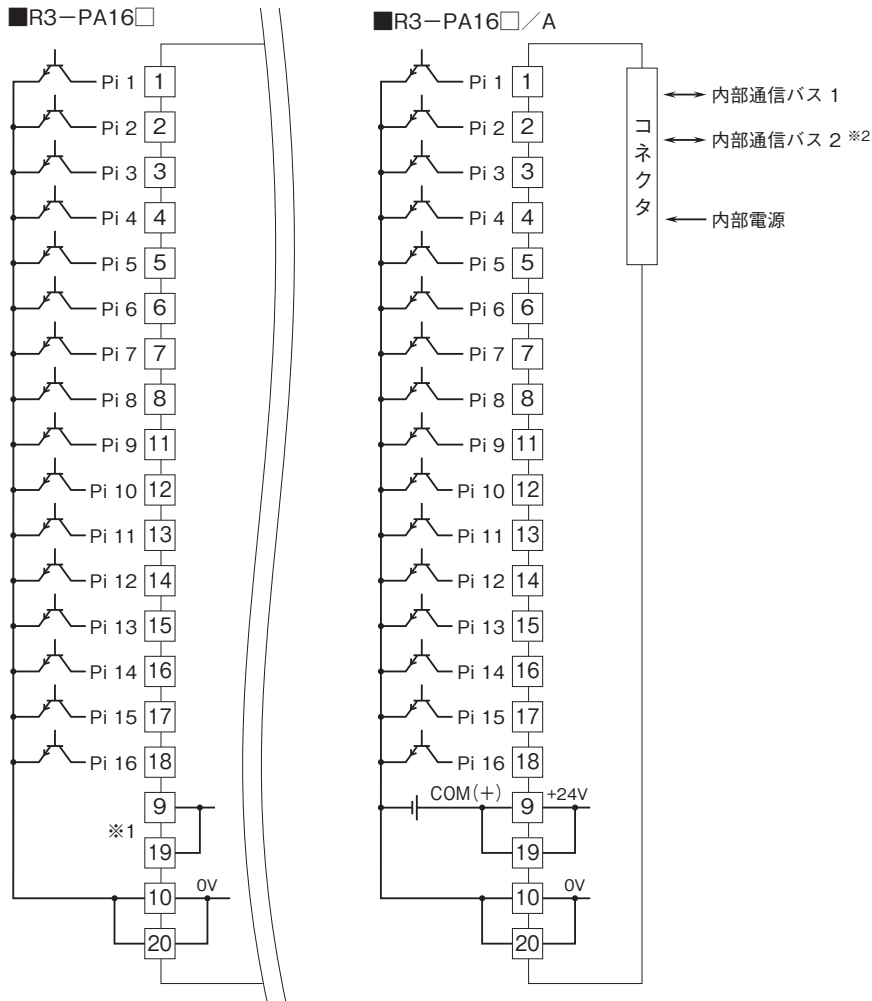 ■R3−PA16□
Pi 1 1
Pi 2 2
Pi 3 3
Pi 4 4
Pi 5 5
Pi 6 6
Pi 7 7
Pi 8 8
Pi 9 11
Pi 10 12
Pi 11 13
Pi 12 14
Pi 13 15
Pi 14 16
Pi 15 17
Pi 16 18
9
※1
19
10 0V
20
■R3−PA16□／A
Pi 1 1
Pi 2 2
Pi 3 3
Pi 4 4
Pi 5 5
Pi 6 6
Pi 7 7
Pi 8 8
Pi 9 11
Pi 10 12
Pi 11 13
Pi 12 14
Pi 13 15
Pi 14 16
Pi 15 17
Pi 16 18
COM(+) 9 +24V
19
10 0V
20
コネクタ
内部通信バス 1
内部通信バス 2 ※2
内部電源